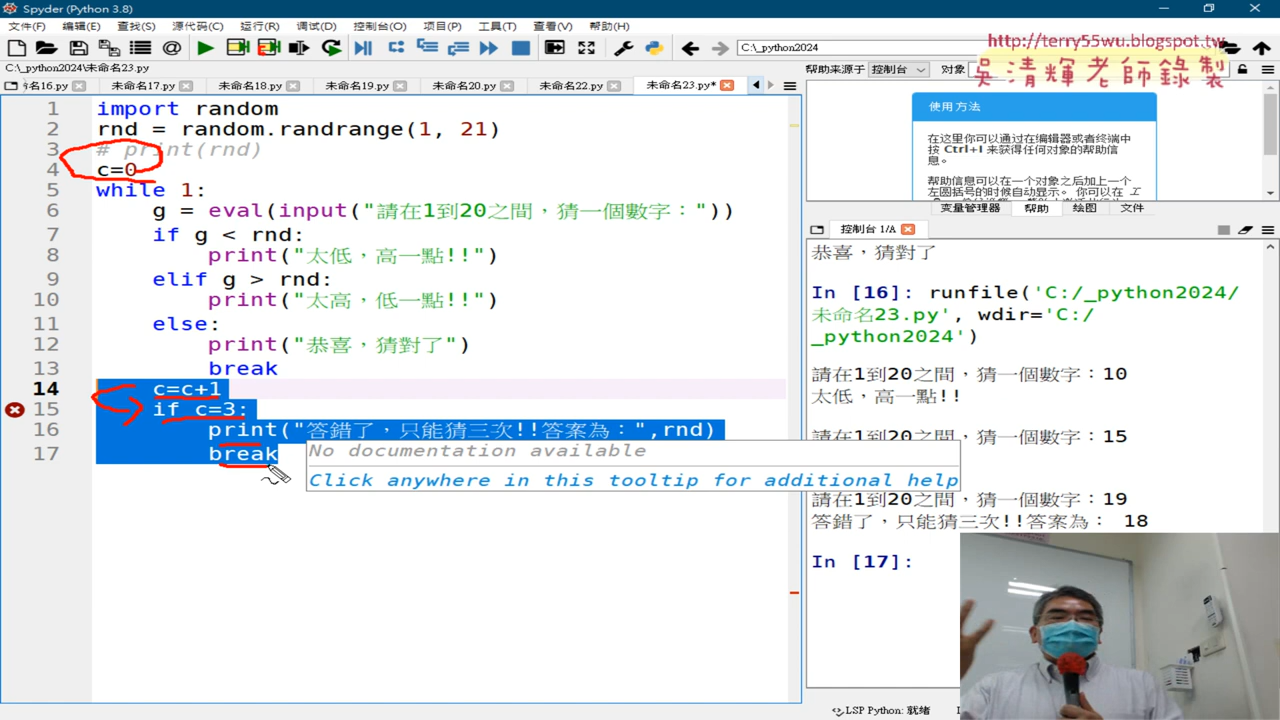 Spyder (Python 3.8)
文件(F) 编辑(E) 查找(S) 源代码(C) 运行(R) 调试(D) 控制台(O) 项目(P) 工具(T) 查看(V) 帮助(H)
C:\_python2024
http://terry55wu.blogspot.tw
吳清輝老師錄製
C:\_python2024\未命名23.py
帮助来源于 控制台 对象
名16.py 未命名17.py 未命名18.py 未命名19.py 未命名20.py 未命名22.py 未命名23.py*
1 import random
2 rnd = random.randrange(1, 21)
3 # print(rnd)
4 c=0
5 while 1:
6 g = eval(input("請在1到20之間，猜一個數字："))
7 if g < rnd:
8 print("太低，高一點!!")
9 elif g > rnd:
10 print("太高，低一點!!")
11 else:
12 print("恭喜，猜對了")
13 break
14 c=c+1
15 if c=3:
16 print("答錯了，只能猜三次!!答案為：",rnd)
17 break
No documentation available
Click anywhere in this tooltip for additional help
使用方法
在这里你可以通过在编辑器或者终端中
按 Ctrl+I 来获得任何对象的帮助信
息。
帮助信息可以在一个对象之后加上一个
左圆括号的时候自动显示。 你可以在
变量管理器 帮助 绘图 文件
控制台 1/A
恭喜，猜對了
In [16]: runfile('C:/_python2024/
未命名23.py', wdir='C:/
_python2024')
請在1到20之間，猜一個數字：10
太低，高一點!!
請在1到20之間，猜一個數字：15
請在1到20之間，猜一個數字：19
答錯了，只能猜三次!!答案為： 18
In [17]:
LSP Python: 就绪